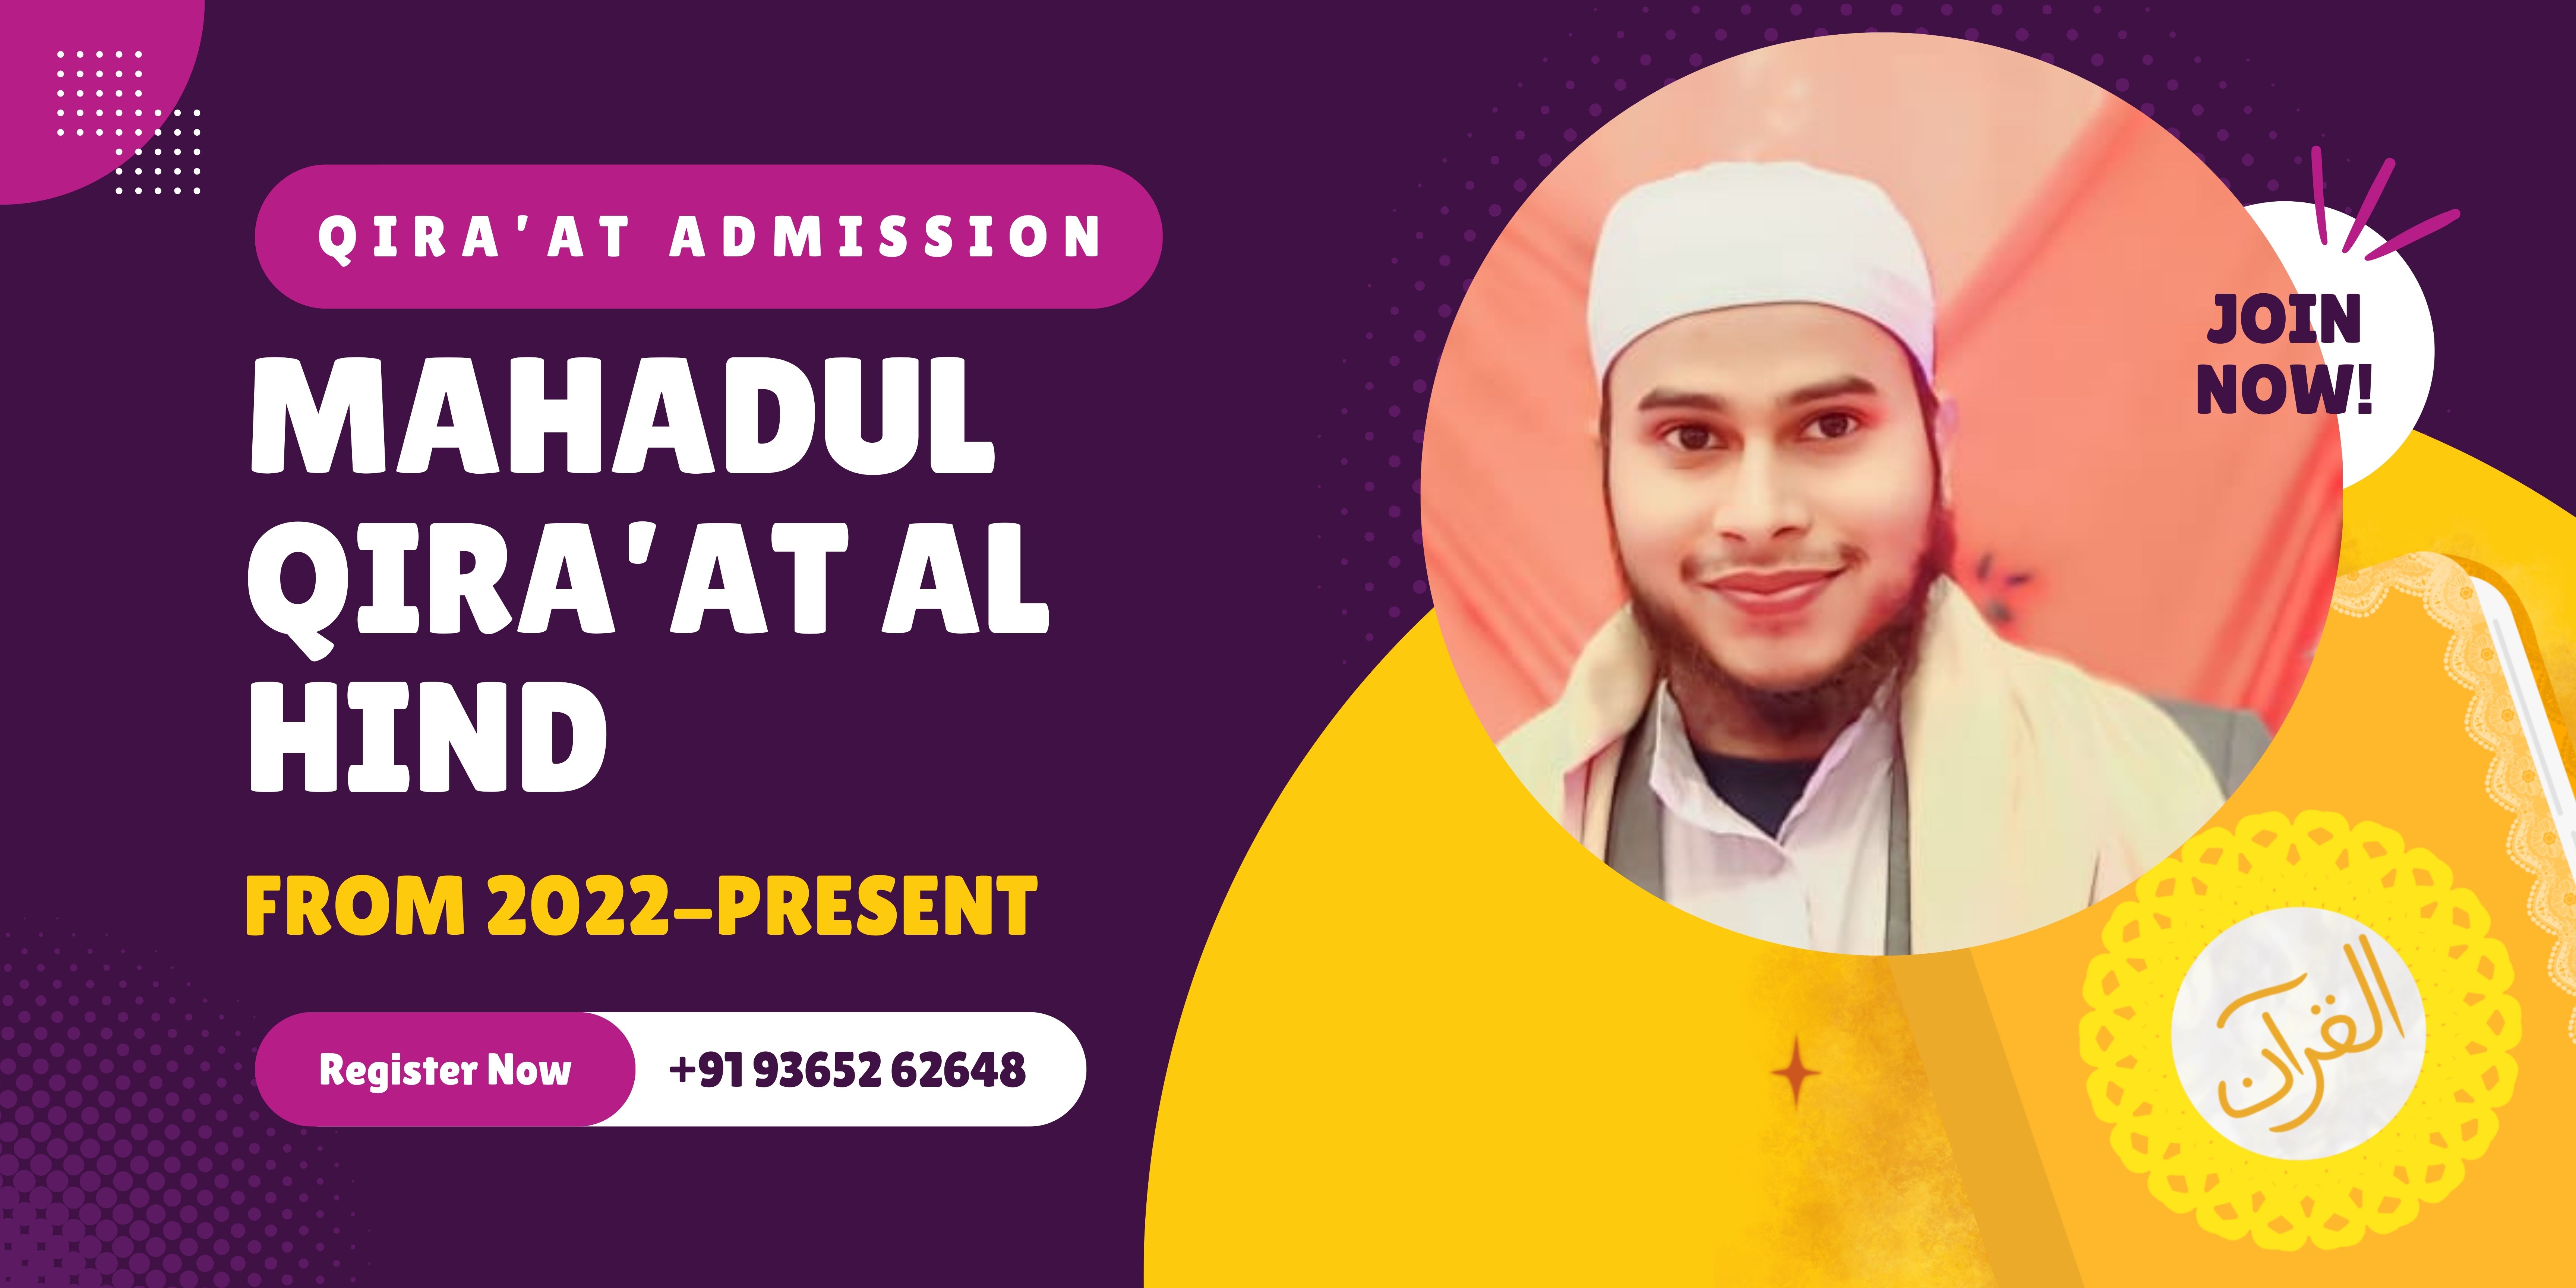 QIRA'AT ADMISSION
MAHADUL
QIRA'AT AL
HIND
FROM 2022-PRESENT
Register Now +91 93652 62648
JOIN
NOW!
القرآن